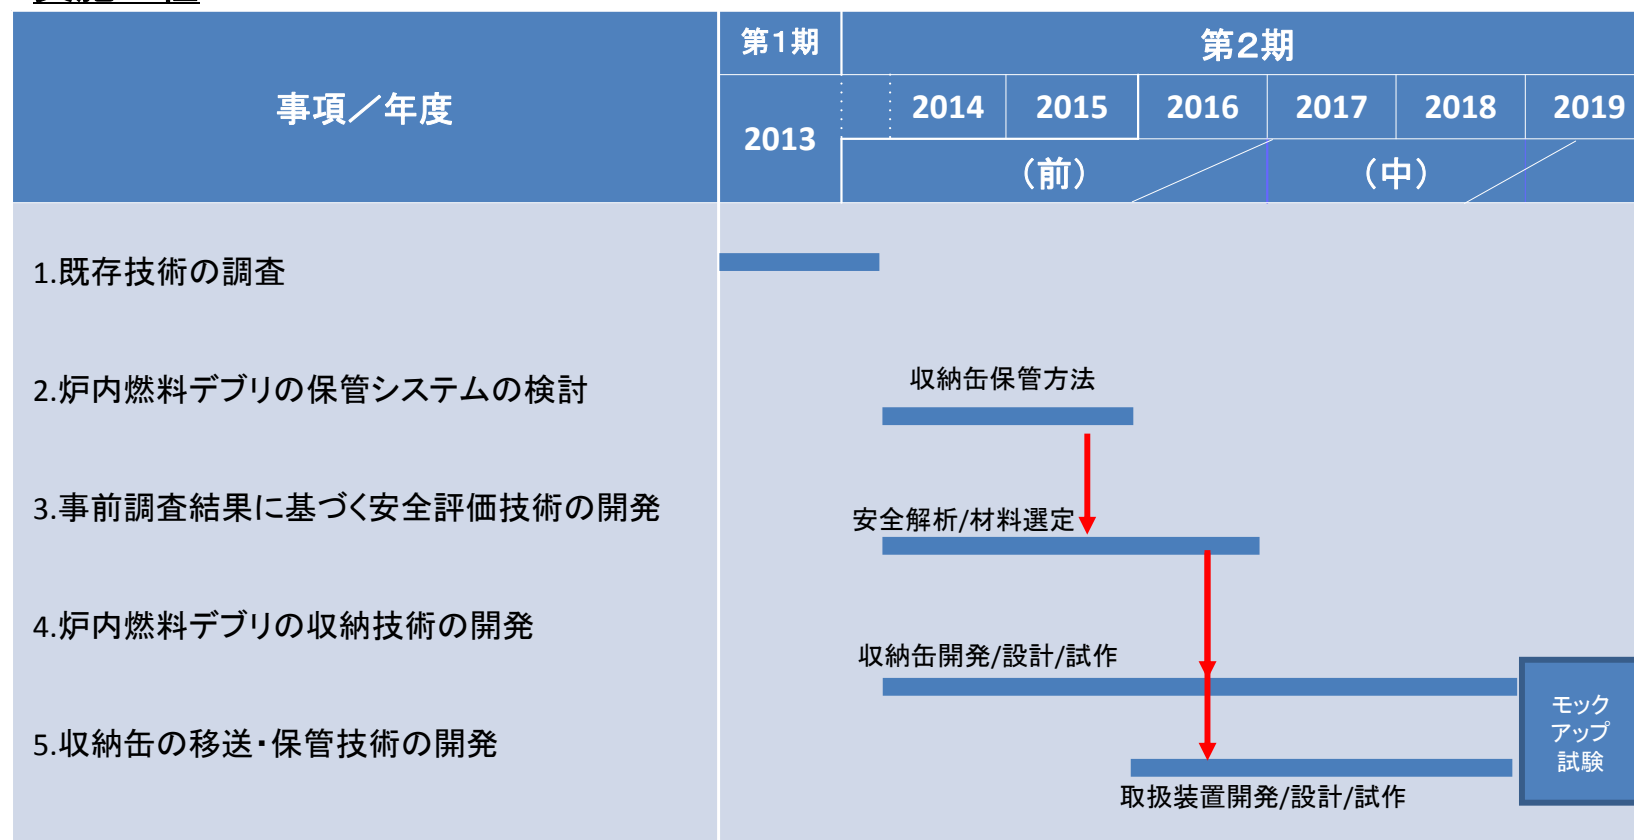 事項／年度
第1期
第2期
2013
2014
2015
2016
2017
2018
2019
（前）
（中）
1.既存技術の調査
2.炉内燃料デブリの保管システムの検討
収納缶保管方法
3.事前調査結果に基づく安全評価技術の開発
安全解析/材料選定
4.炉内燃料デブリの収納技術の開発
収納缶開発/設計/試作
5.収納缶の移送・保管技術の開発
取扱装置開発/設計/試作
モック
アップ
試験